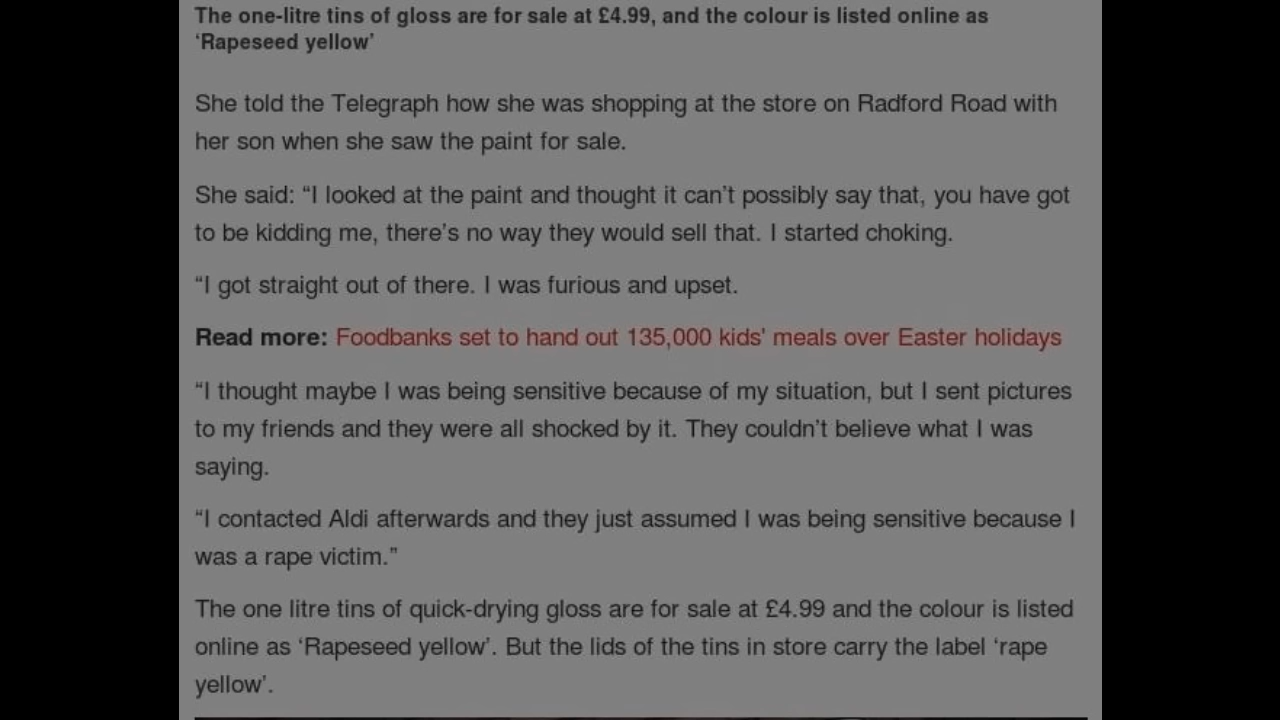 The one-litre tins of gloss are for sale at £4.99, and the colour is listed online as
‘Rapeseed yellow’
She told the Telegraph how she was shopping at the store on Radford Road with
her son when she saw the paint for sale.
She said: “I looked at the paint and thought it can’t possibly say that, you have got
to be kidding me, there’s no way they would sell that. I started choking.
“I got straight out of there. I was furious and upset.
Read more: Foodbanks set to hand out 135,000 kids' meals over Easter holidays
“I thought maybe I was being sensitive because of my situation, but I sent pictures
to my friends and they were all shocked by it. They couldn’t believe what I was
saying.
“I contacted Aldi afterwards and they just assumed I was being sensitive because I
was a rape victim.”
The one litre tins of quick-drying gloss are for sale at £4.99 and the colour is listed
online as ‘Rapeseed yellow’. But the lids of the tins in store carry the label ‘rape
yellow’.